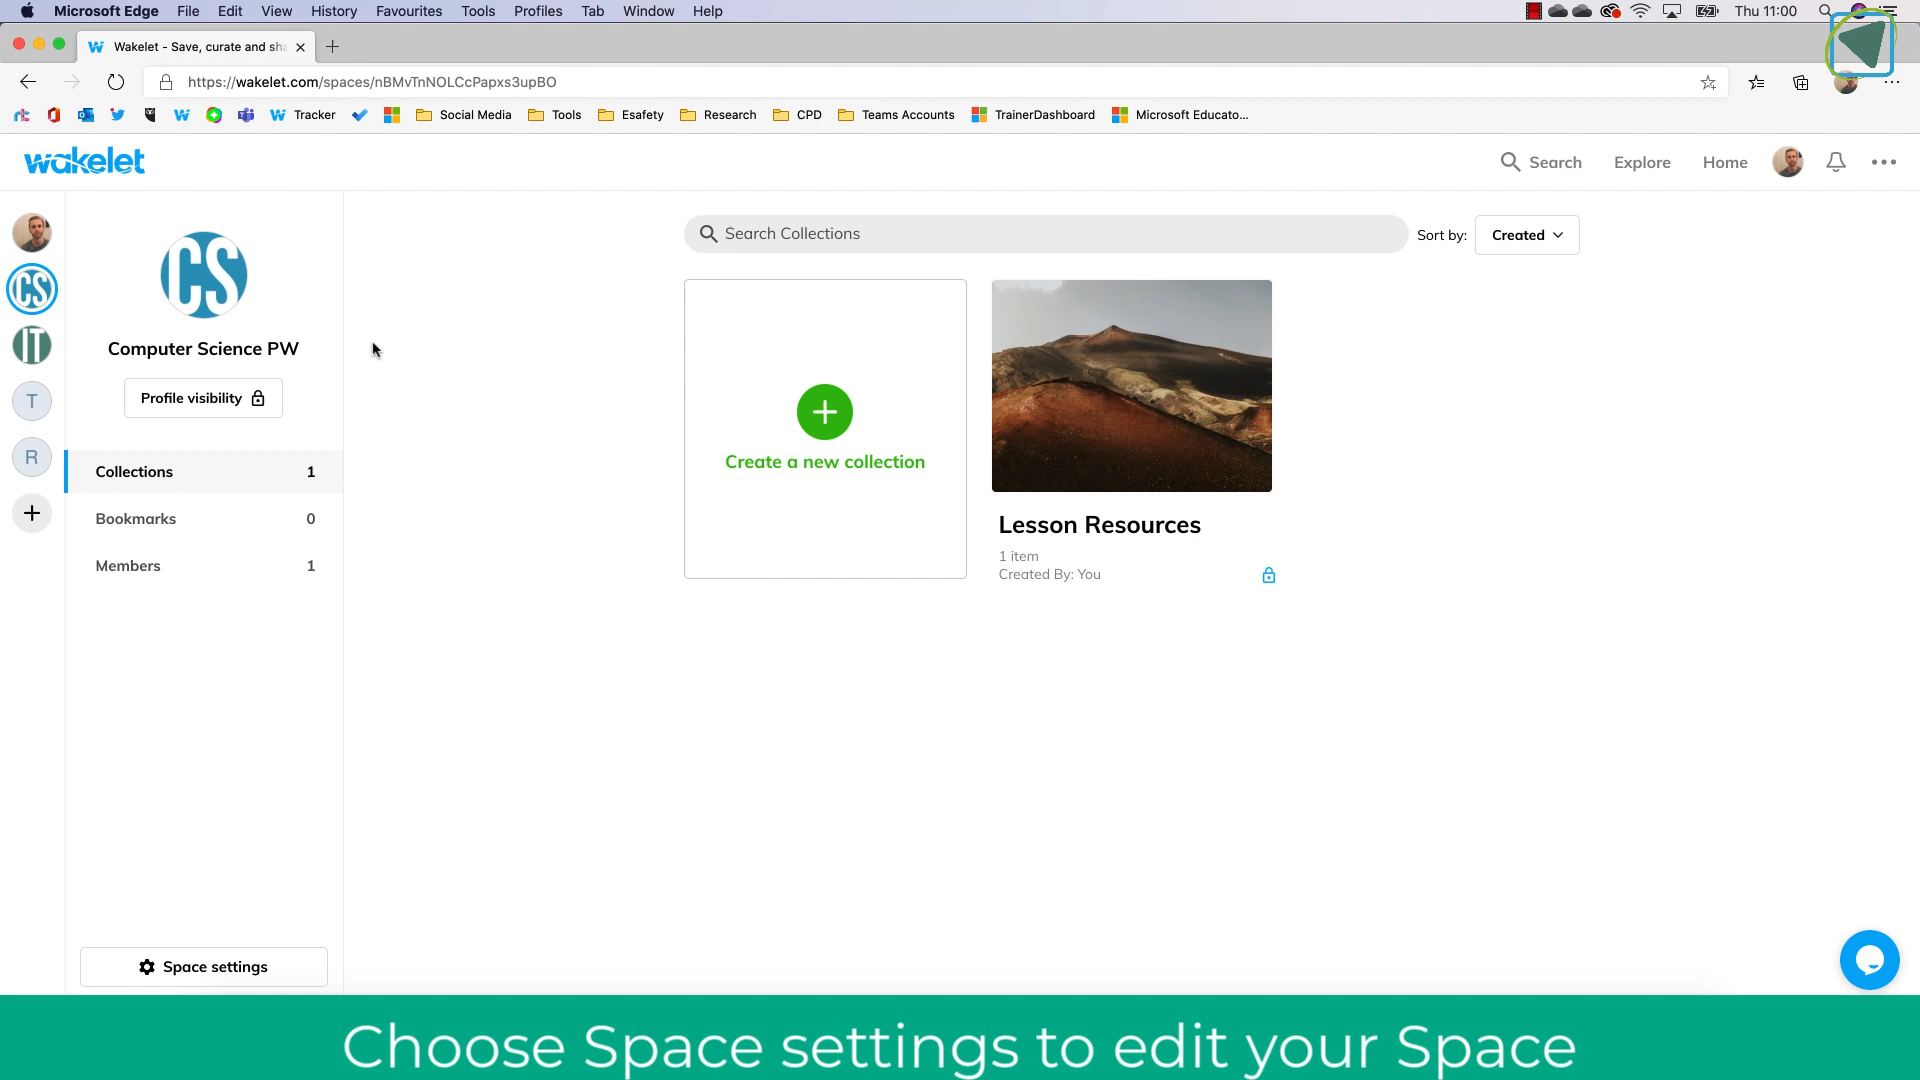 Microsoft Edge File Edit View History Favourites Tools Profiles Tab Window Help Thu 11:00
Wakelet - Save, curate and sh
https://wakelet.com/spaces/nBMvTnNOLCcPapxs3upBO
Tracker Social Media Tools Esafety Research CPD Teams Accounts TrainerDashboard Microsoft Educato...
wakelet Search Explore Home
Search Collections Sort by: Created
CS
CS
IT
Computer Science PW
Profile visibility
T
R
Collections 1
Bookmarks 0
Members 1
Create a new collection
Lesson Resources
1 item
Created By: You
Space settings
Choose Space settings to edit your Space